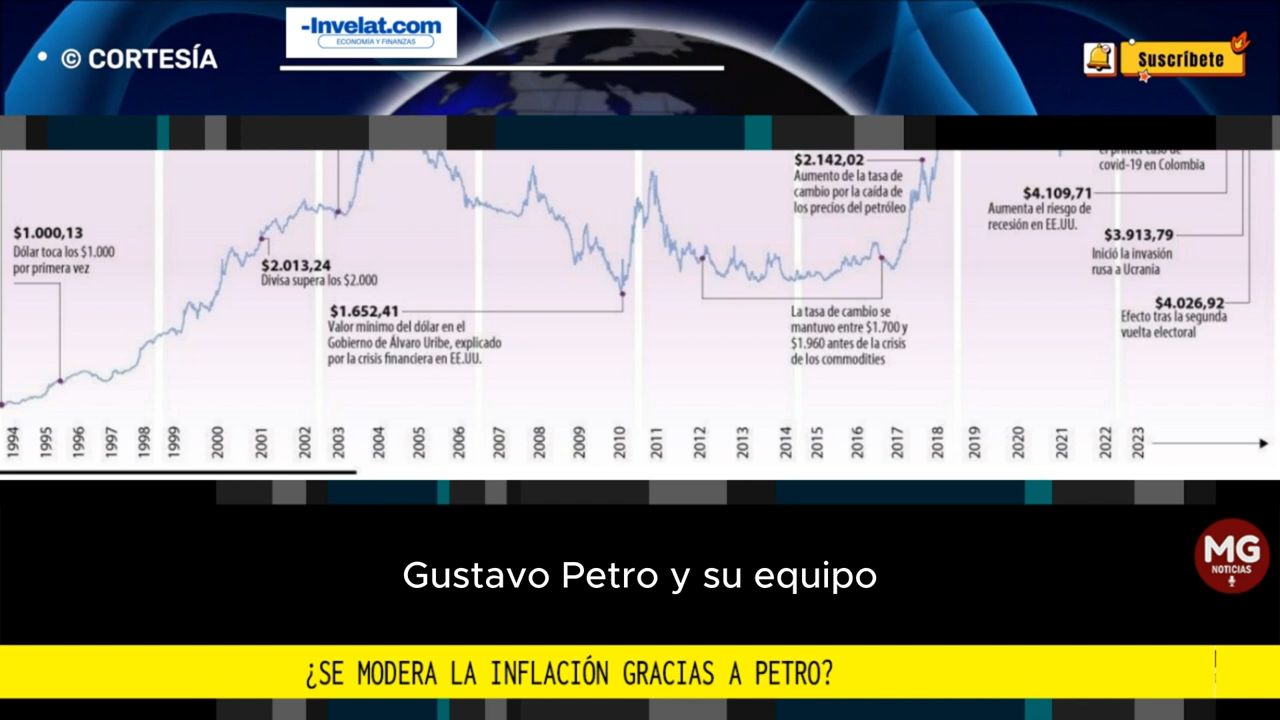 -Invelat.com
ECONOMÍA Y FINANZAS
• © CORTESÍA
Suscríbete
$1.000,13
Dólar toca los $1.000
por primera vez
$2.013,24
Divisa supera los $2.000
$1.652,41
Valor mínimo del dólar en el
Gobierno de Álvaro Uribe, explicado
por la crisis financiera en EE.UU.
$2.142,02
Aumento de la tasa de
cambio por la caída de
los precios del petróleo
La tasa de cambio se
mantuvo entre $1.700 y
$1.960 antes de la crisis
de los commodities
el primer caso de
covid-19 en Colombia
$4.109,71
Aumenta el riesgo de
recesión en EE.UU.
$3.913,79
Inició la invasión
rusa a Ucrania
$4.026,92
Efecto tras la segunda
vuelta electoral
1994 1995 1996 1997 1998 1999 2000 2001 2002 2003 2004 2005 2006 2007 2008 2009 2010 2011 2012 2013 2014 2015 2016 2017 2018 2019 2020 2021 2022 2023
Gustavo Petro y su equipo
MG
NOTICIAS
¿SE MODERA LA INFLACIÓN GRACIAS A PETRO?